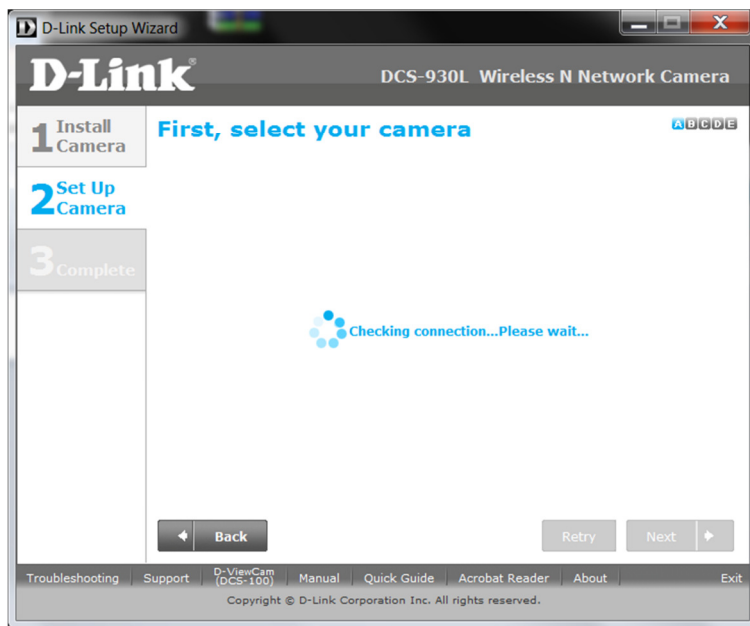 D-Link Setup Wizard
D-Link®
DCS-930L Wireless N Network Camera
1 Install Camera
First, select your camera
A B C D E
2 Set Up Camera
3 Complete
Checking connection...Please wait...
Back
Retry
Next
Troubleshooting Support D-ViewCam (DCS-100) Manual Quick Guide Acrobat Reader About Exit
Copyright © D-Link Corporation Inc. All rights reserved.